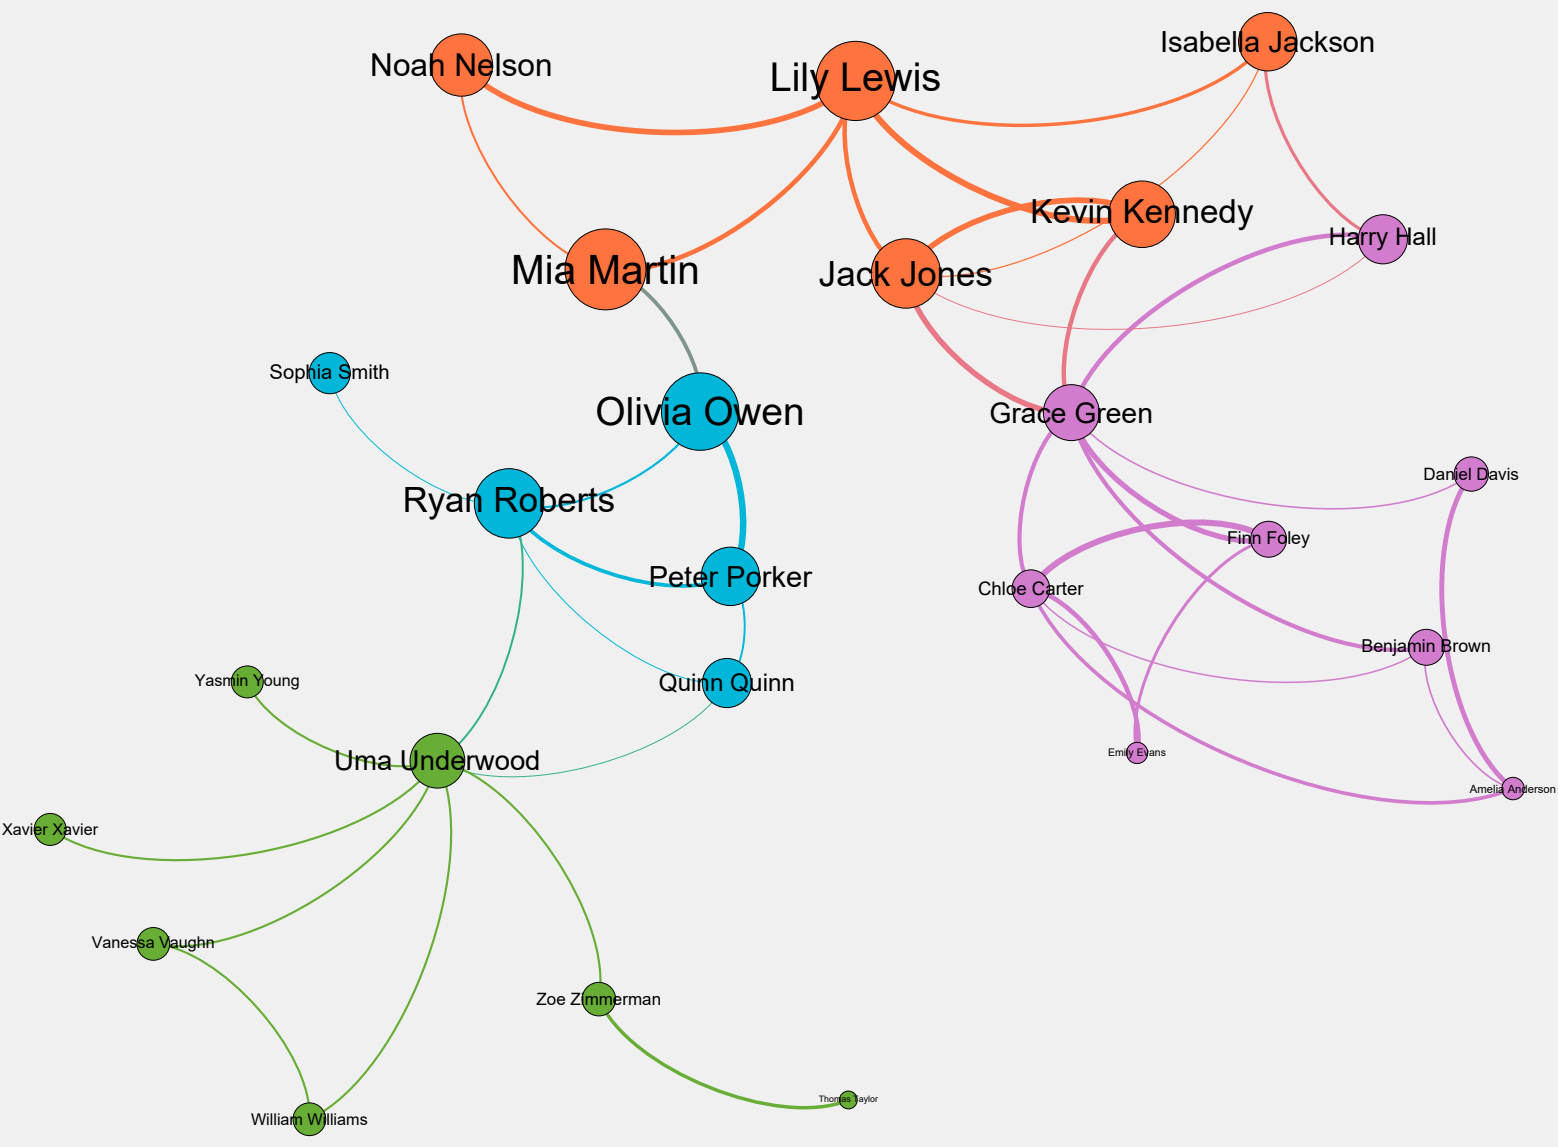 Isabella Jackson
Noah Nelson
Lily Lewis
Kevin Kennedy
Harry Hall
Mia Martin
Jack Jones
Sophia Smith
Olivia Owen
Grace Green
Daniel Davis
Ryan Roberts
Finn Foley
Peter Porker
Chloe Carter
Benjamin Brown
Yasmin Young
Quinn Quinn
Emily Evans
Uma Underwood
Amelia Anderson
Xavier Xavier
Vanessa Vaughn
Zoe Zimmerman
Thomas Taylor
William Williams